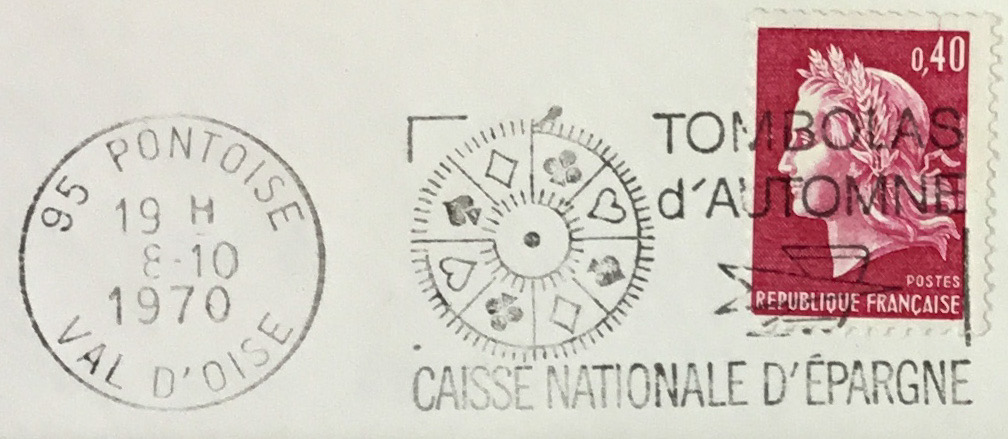 95 PONTOISE
19 H
8-10
1970
VAL D'OISE
TOMBOLAS
d'AUTOMNE
CAISSE NATIONALE D'ÉPARGNE
0,40
POSTES
REPUBLIQUE FRANÇAISE